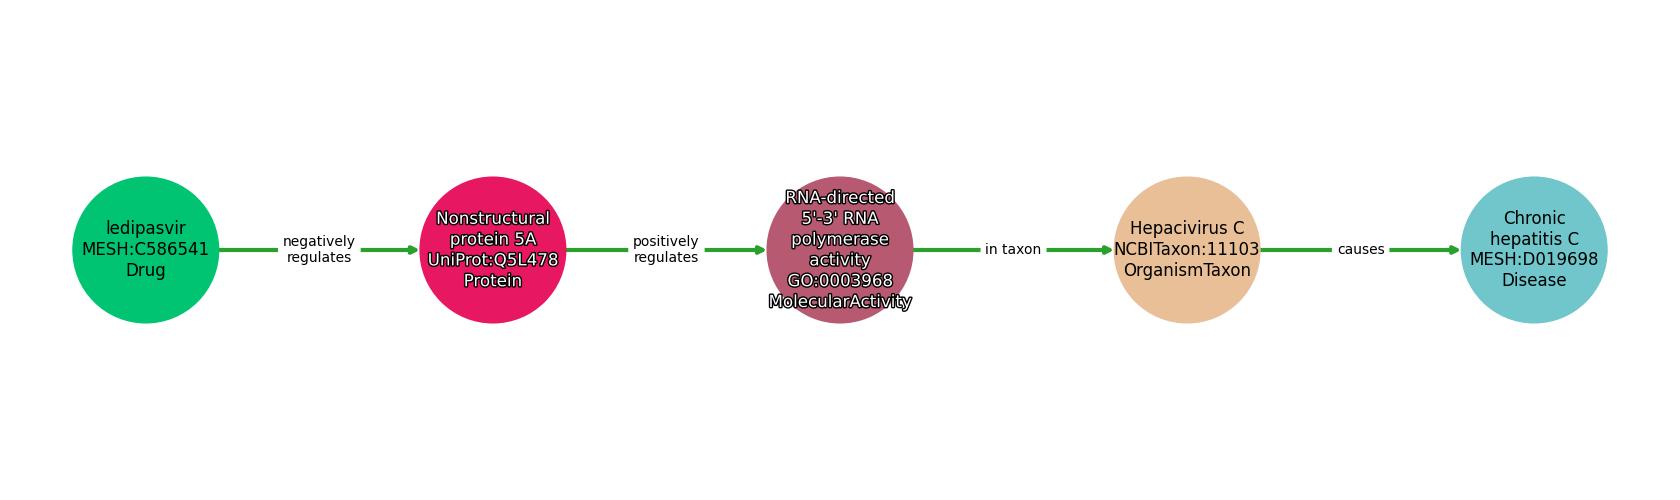 ledipasvir
MESH:C586541
Drug
negatively
regulates
Nonstructural
protein 5A
UniProt:Q5L478
Protein
positively
regulates
RNA-directed
5'-3' RNA
polymerase
activity
GO:0003968
MolecularActivity
in taxon
Hepacivirus C
NCBITaxon:11103
OrganismTaxon
causes
Chronic
hepatitis C
MESH:D019698
Disease